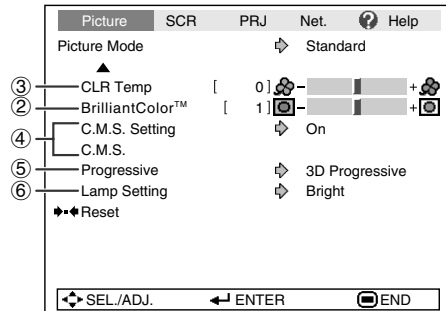 Picture SCR PRJ Net. ? Help
Picture Mode Standard
③ CLR Temp [ 0] − +
② BrilliantColor™ [ 1] − +
④ C.M.S. Setting On
C.M.S.
⑤ Progressive 3D Progressive
⑥ Lamp Setting Bright
Reset
SEL./ADJ. ENTER END